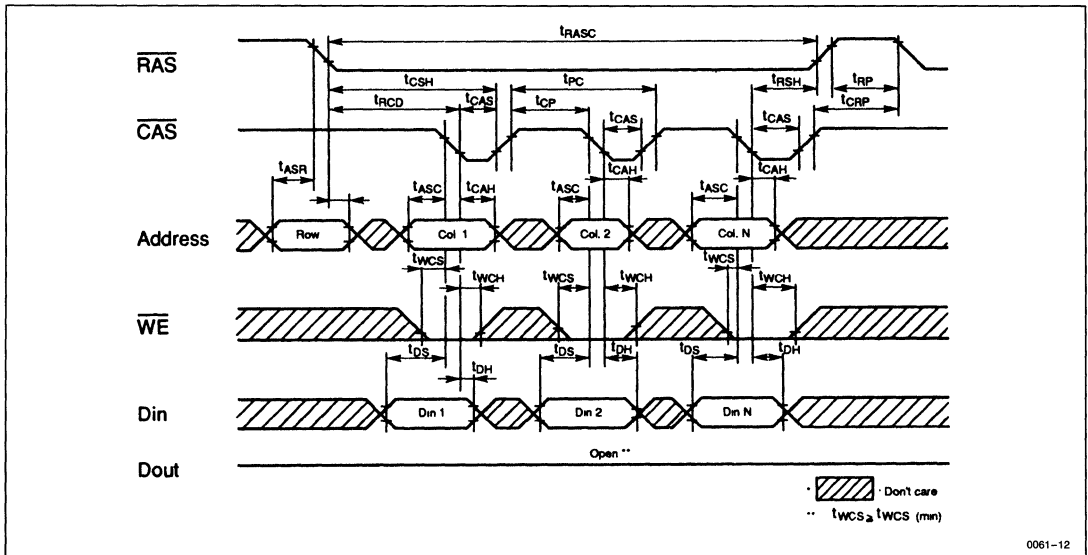 tRASC
RAS
tCSH
tPC
tRSH
tRP
tRCD
tCAS
tCP
tCAS
tCRP
tCAS
CAS
tASR
tCAH
tCAH
tASC
tCAH
tASC
tASC
Address
Row
Col. 1
Col. 2
Col. N
tWCS
tWCH
tWCS
tWCH
tWCS
tWCH
WE
tDS
tDH
tDS
tDH
tDS
tDH
Din
Din 1
Din 2
Din N
Open **
Dout
* : Don't care
** tWCS ≥ tWCS (min)
0061–12